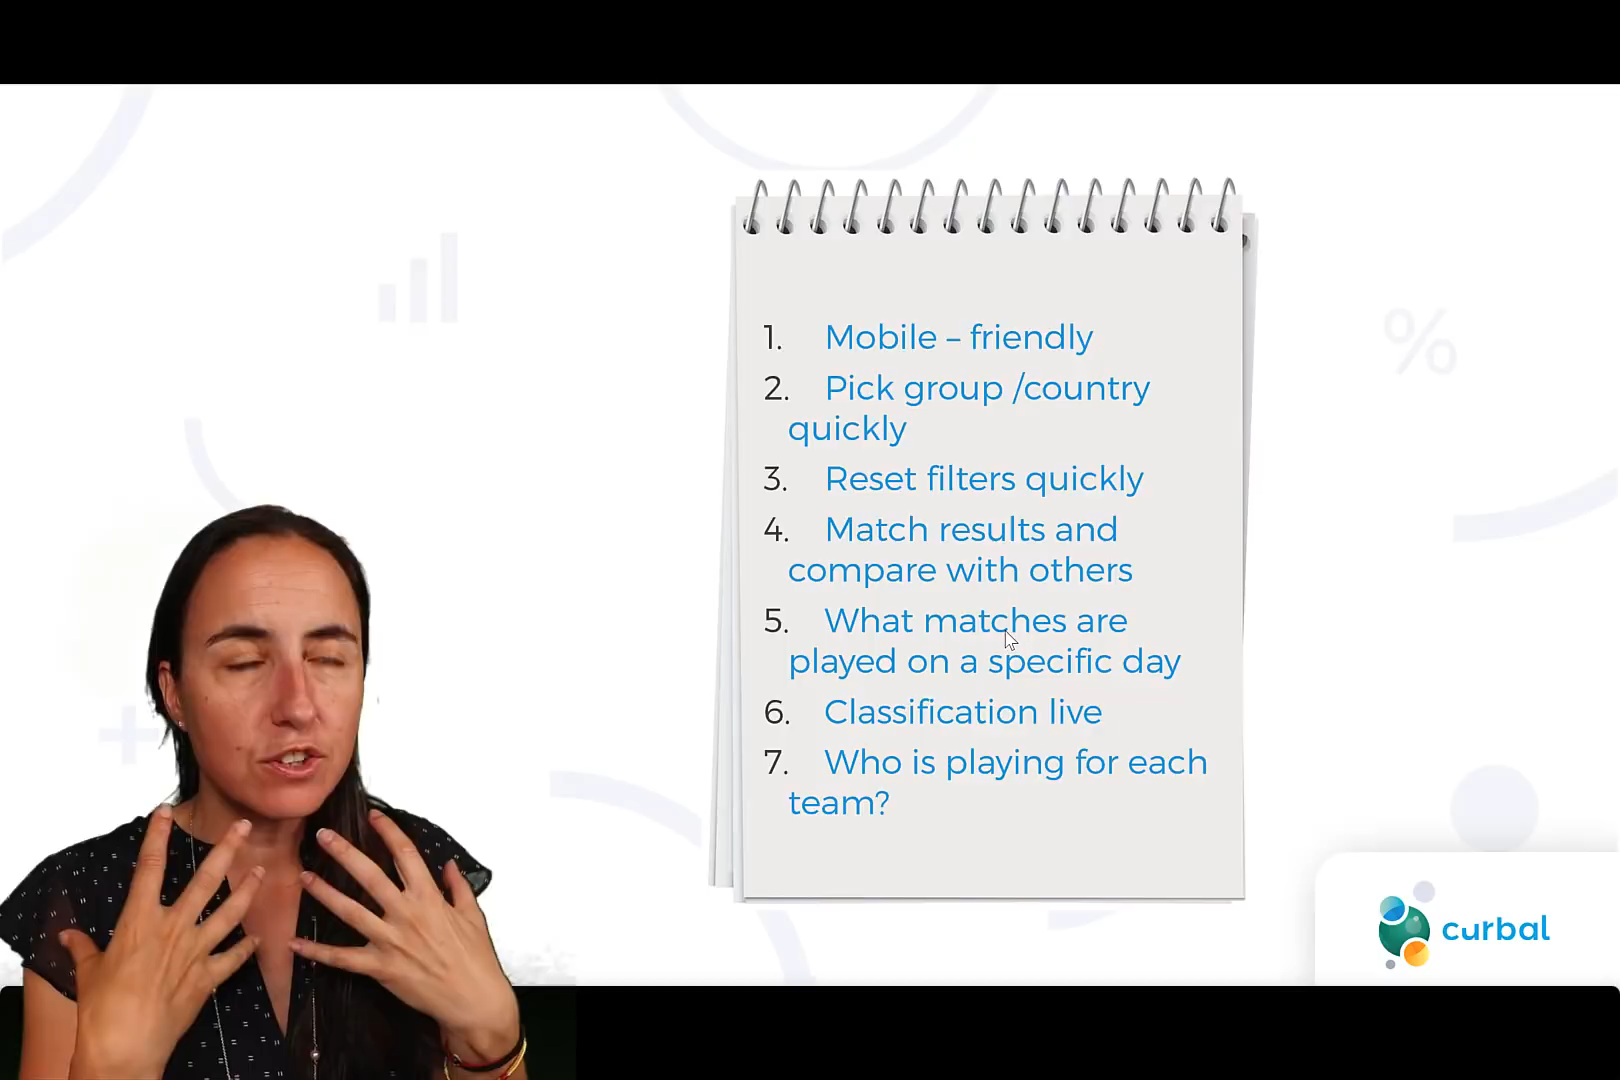 1. Mobile – friendly
2. Pick group /country
quickly
3. Reset filters quickly
4. Match results and
compare with others
5. What matches are
played on a specific day
6. Classification live
7. Who is playing for each
team?
%
curbal